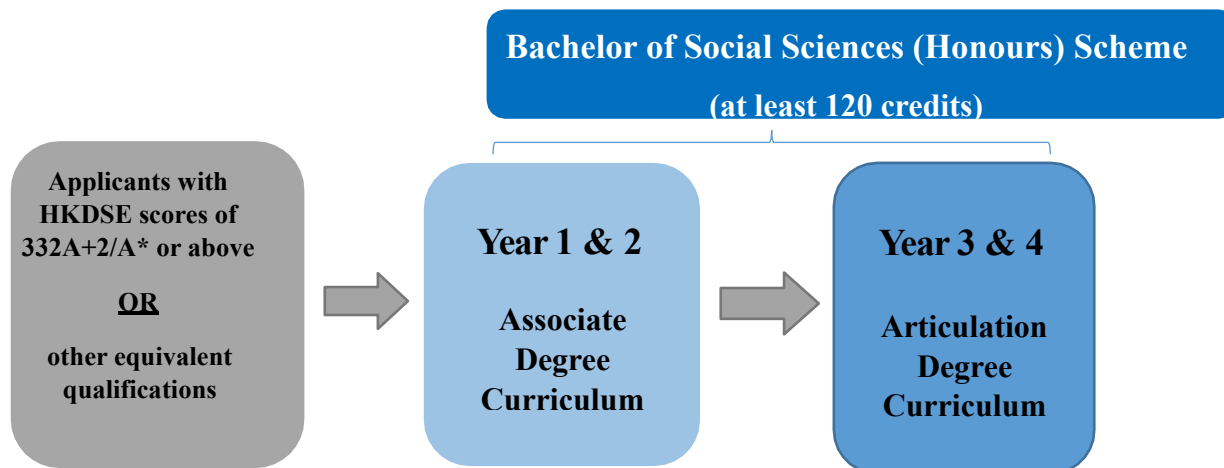 Bachelor of Social Sciences (Honours) Scheme
(at least 120 credits)
Applicants with
HKDSE scores of
332A+2/A* or above
OR
other equivalent
qualifications
Year 1 & 2
Associate
Degree
Curriculum
Year 3 & 4
Articulation
Degree
Curriculum